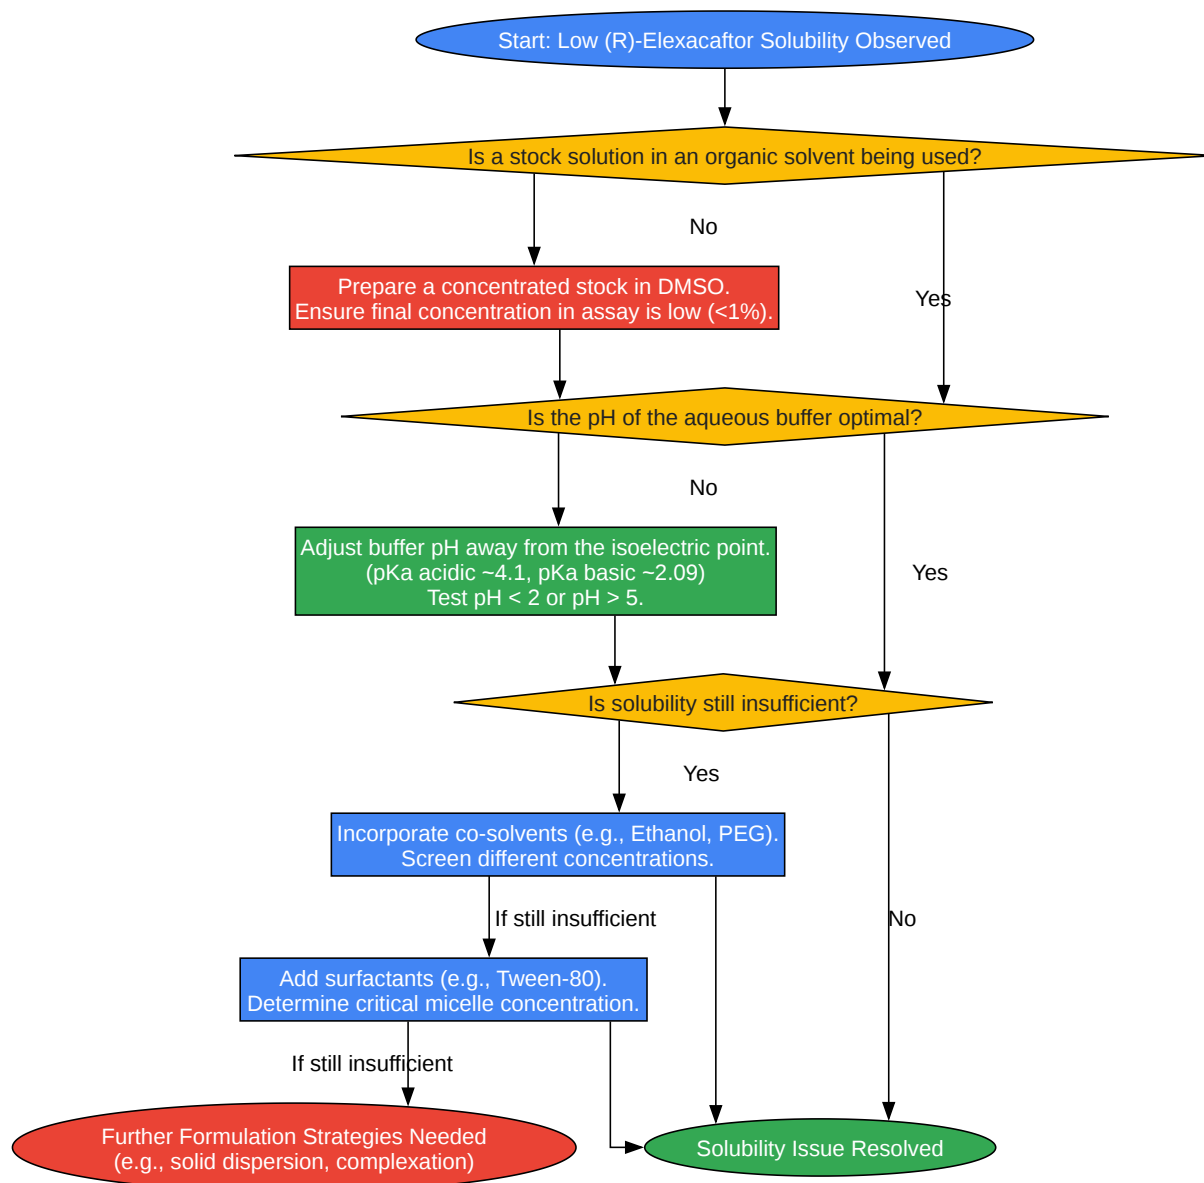 Start: Low (R)-Elexacaftor Solubility Observed
Is a stock solution in an organic solvent being used?
No
Prepare a concentrated stock in DMSO.
Ensure final concentration in assay is low (<1%).
Yes
Is the pH of the aqueous buffer optimal?
No
Adjust buffer pH away from the isoelectric point.
(pKa acidic ~4.1, pKa basic ~2.09)
Test pH < 2 or pH > 5.
Yes
Is solubility still insufficient?
Yes
Incorporate co-solvents (e.g., Ethanol, PEG).
Screen different concentrations.
If still insufficient
No
Add surfactants (e.g., Tween-80).
Determine critical micelle concentration.
If still insufficient
Further Formulation Strategies Needed
(e.g., solid dispersion, complexation)
Solubility Issue Resolved